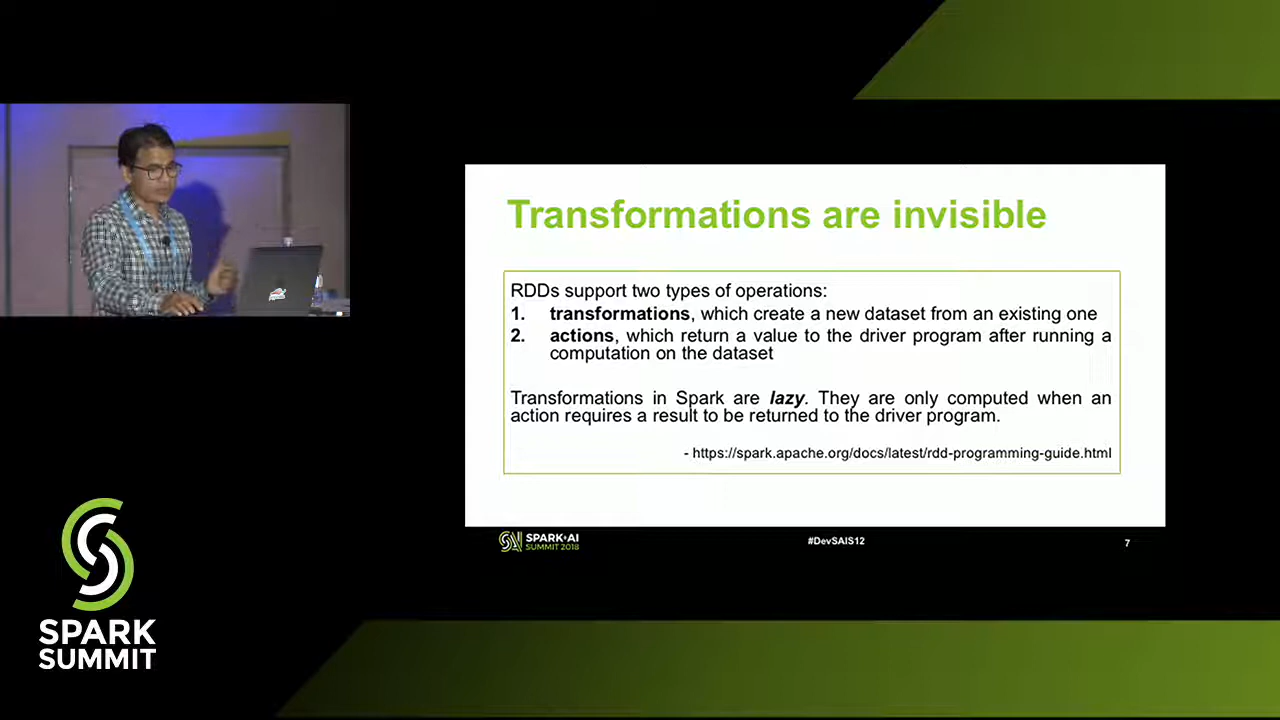 Transformations are invisible
RDDs support two types of operations:
1. transformations, which create a new dataset from an existing one
2. actions, which return a value to the driver program after running a
computation on the dataset
Transformations in Spark are lazy. They are only computed when an
action requires a result to be returned to the driver program.
- https://spark.apache.org/docs/latest/rdd-programming-guide.html
SPARK+AI
SUMMIT 2018
#DevSAIS12
7
SPARK
SUMMIT